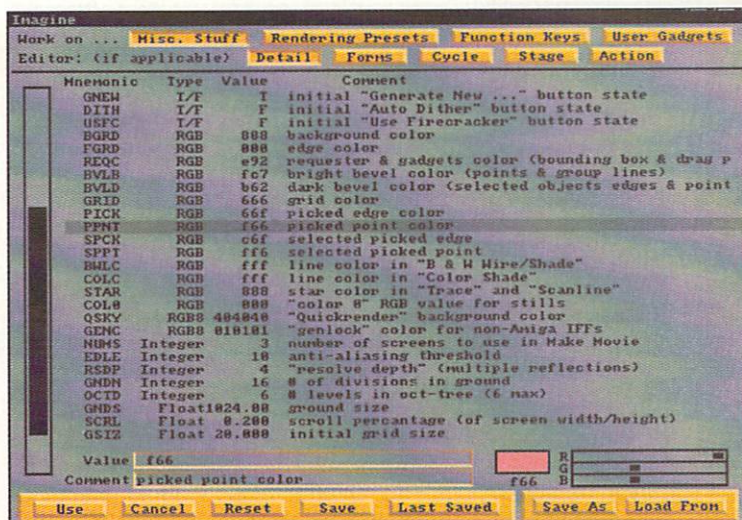 Imagine
Work on ... Misc. Stuff Rendering Presets Function Keys User Gadgets
Editor: (if applicable) Detail Forms Cycle Stage Action
Mnemonic Type Value Comment
GNEW T/F T initial "Generate New ..." button state
DITH T/F F initial "Auto Dither" button state
USFC T/F F initial "Use Firecracker" button state
BGRD RGB 888 background color
FGRD RGB 000 edge color
REQC RGB e92 requester & gadgets color (bounding box & drag p
BVLB RGB fc7 bright bevel color (points & group lines)
BVLD RGB b62 dark bevel color (selected objects edges & point
GRID RGB 666 grid color
PICK RGB 66f picked edge color
PPNT RGB f66 picked point color
SPCK RGB c6f selected picked edge
SPPT RGB ff6 selected picked point
BWLC RGB fff line color in "B & W Wire/Shade"
COLC RGB fff line color in "Color Shade"
STAR RGB 888 star color in "Trace" and "Scanline"
COL0 RGB 000 "color 0" RGB value for stills
QSKY RGB8 404040 "Quickrender" background color
GENC RGB8 010101 "genlock" color for non-Amiga IFFs
NUMS Integer 3 number of screens to use in Make Movie
EDLE Integer 10 anti-aliasing threshold
RSDP Integer 4 "resolve depth" (multiple reflections)
GNDN Integer 16 # of divisions in ground
OCTD Integer 6 # levels in oct-tree (6 max)
GNDS Float 1024.00 ground size
SCRL Float 0.200 scroll percentage (of screen width/height)
GSIZ Float 20.000 initial grid size
Value f66 R
G
Comment picked point color f66 B
Use Cancel Reset Save Last Saved Save As Load From